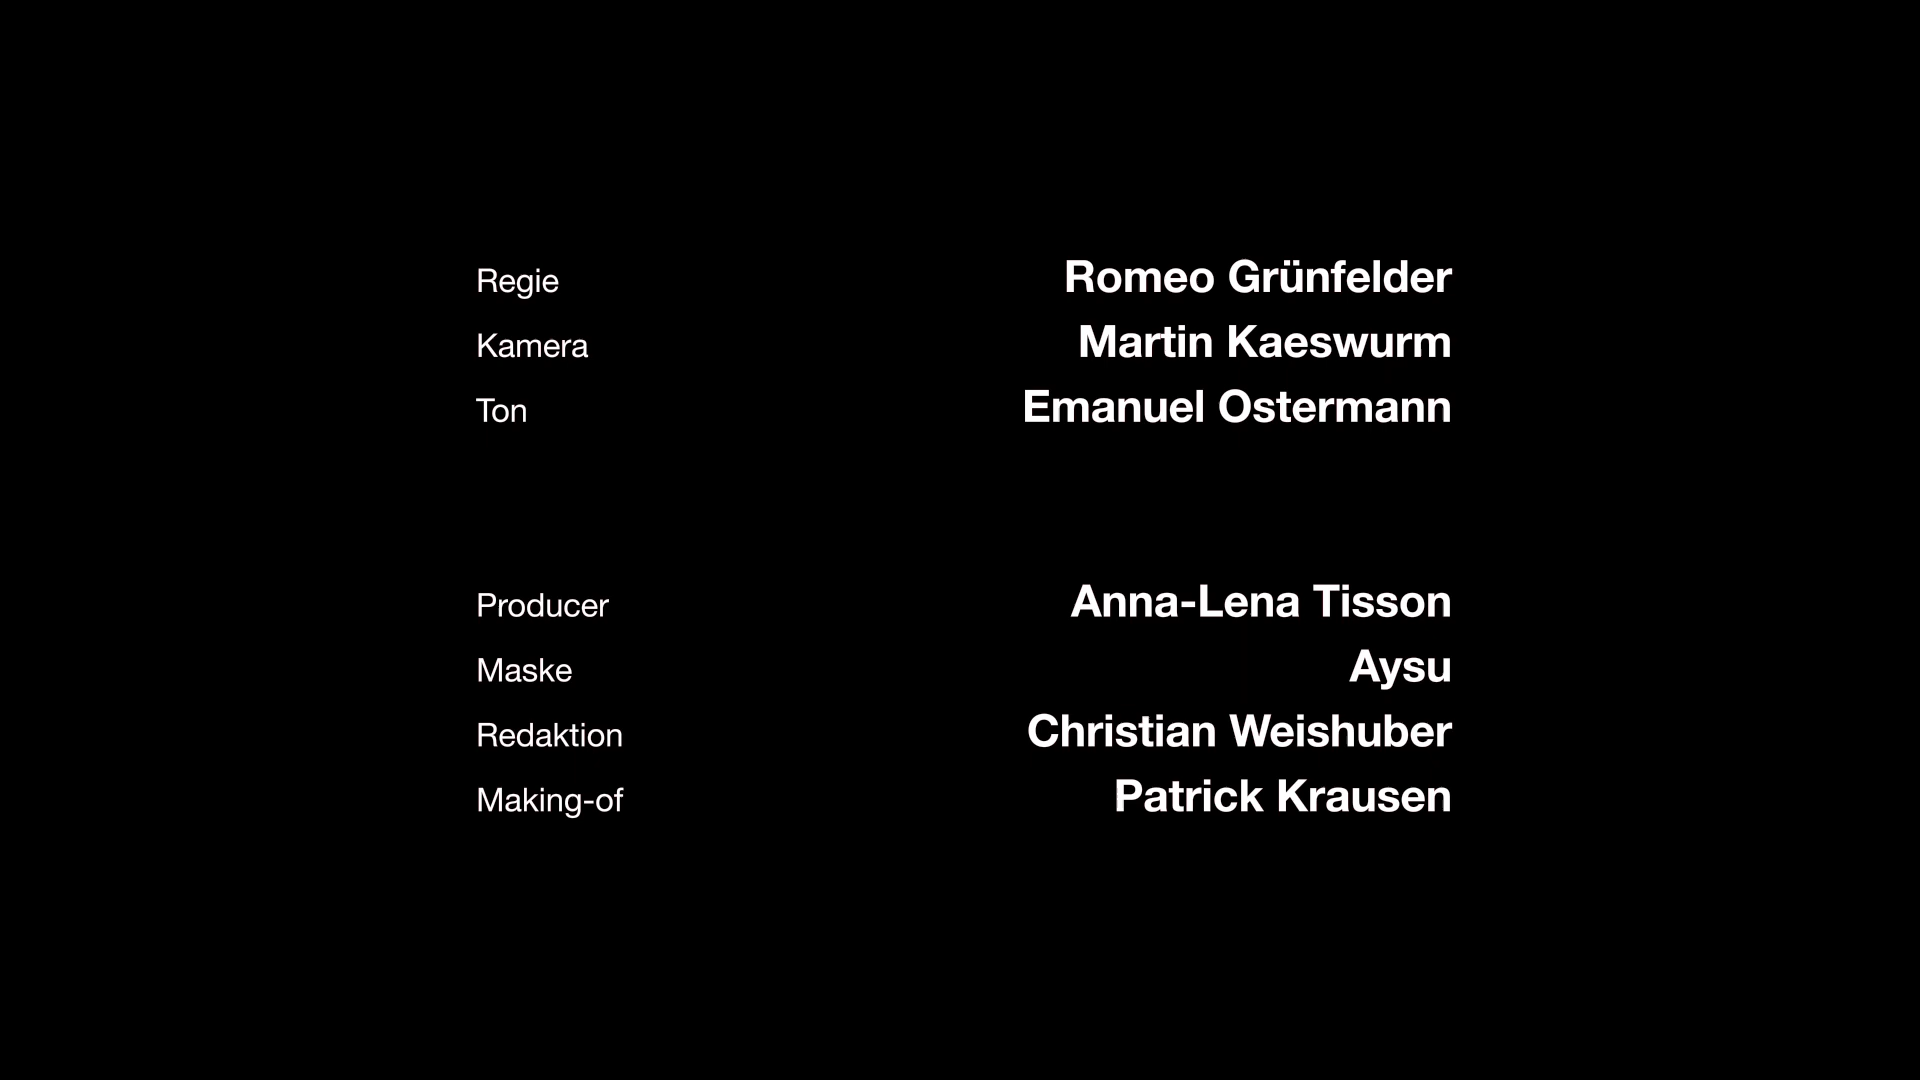 Regie Romeo Grünfelder
Kamera Martin Kaeswurm
Ton Emanuel Ostermann
Producer Anna-Lena Tisson
Maske Aysu
Redaktion Christian Weishuber
Making-of Patrick Krausen